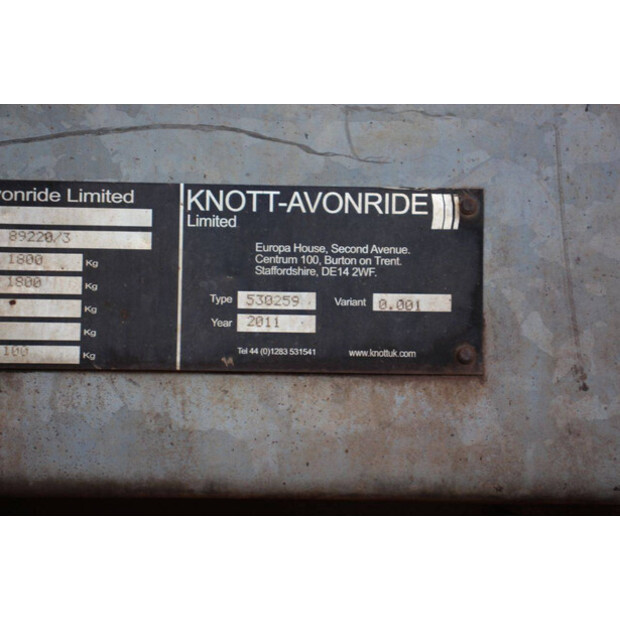 onride Limited
89220/3
1800 Kg
1800 Kg
Kg
Kg
100 Kg
KNOTT-AVONRIDE
Limited
Europa House, Second Avenue.
Centrum 100, Burton on Trent.
Staffordshire, DE14 2WF.
Type 530259 Variant 0.001
Year 2011
Tel 44 (0)1283 531541 www.knottuk.com